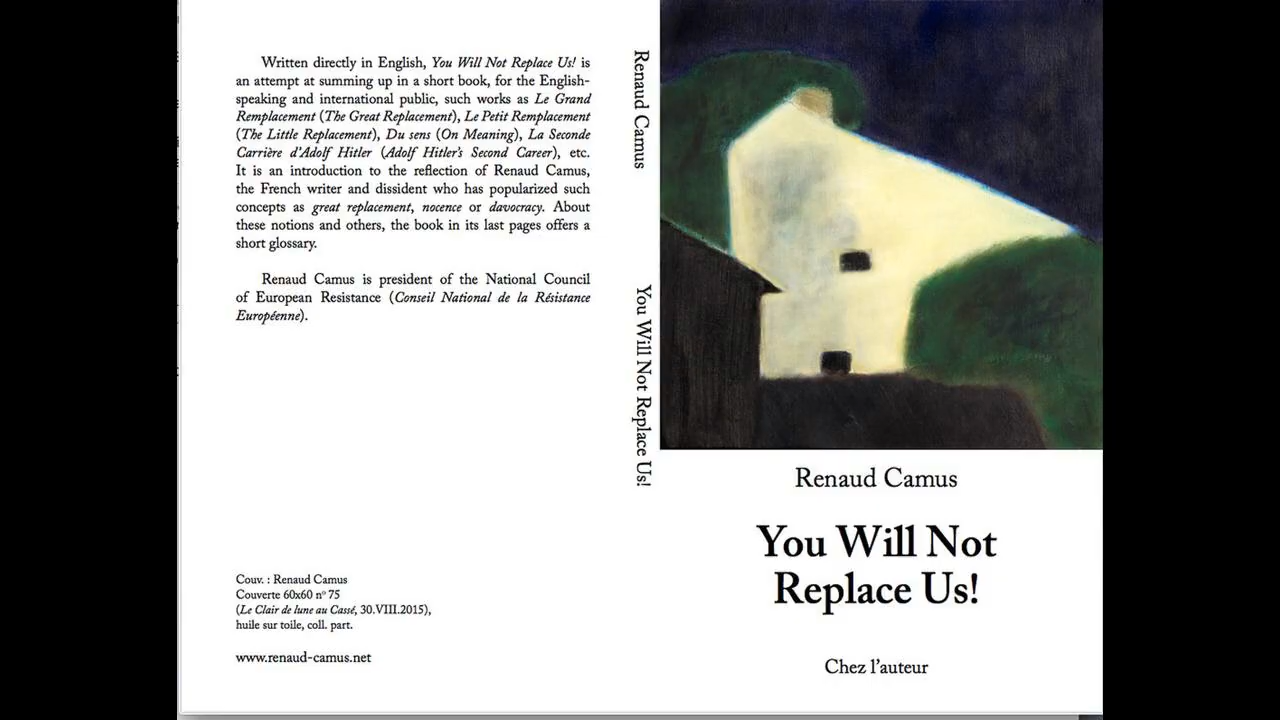 Written directly in English, You Will Not Replace Us! is
an attempt at summing up in a short book, for the English-
speaking and international public, such works as Le Grand
Remplacement (The Great Replacement), Le Petit Remplacement
(The Little Replacement), Du sens (On Meaning), La Seconde
Carrière d'Adolf Hitler (Adolf Hitler's Second Career), etc.
It is an introduction to the reflection of Renaud Camus,
the French writer and dissident who has popularized such
concepts as great replacement, nocence or davocracy. About
these notions and others, the book in its last pages offers a
short glossary.
Renaud Camus is president of the National Council
of European Resistance (Conseil National de la Résistance
Européenne).
Couv. : Renaud Camus
Couverte 60x60 nº 75
(Le Clair de lune au Cassé, 30.VIII.2015),
huile sur toile, coll. part.
www.renaud-camus.net
Renaud Camus
You Will Not Replace Us!
Renaud Camus
You Will Not
Replace Us!
Chez l'auteur